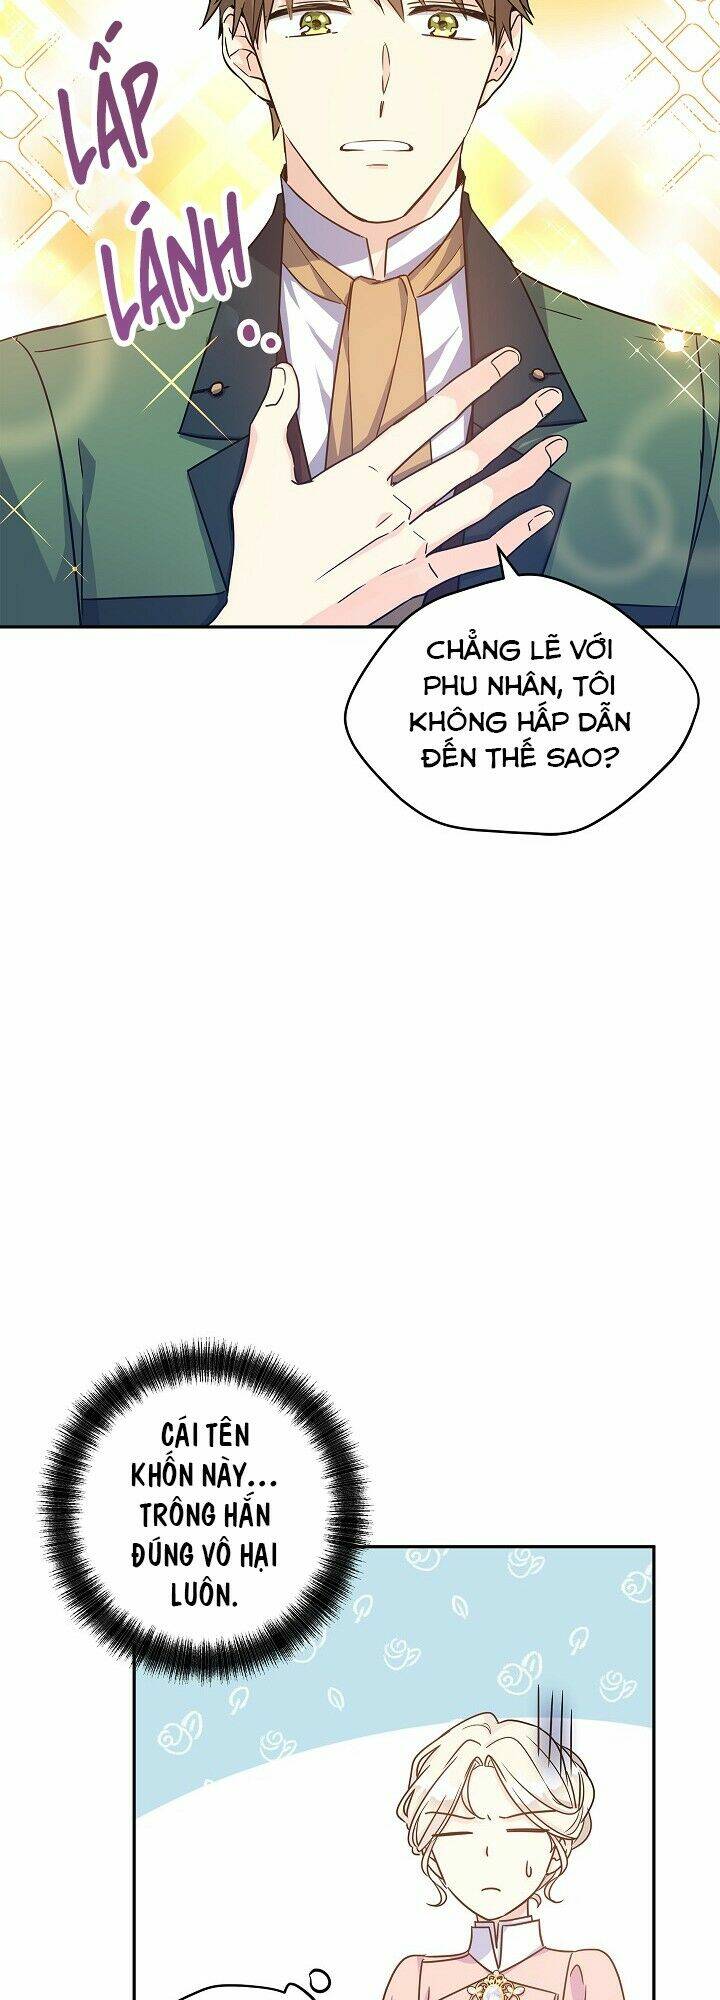 LẤP
LÁNH
CHẲNG LẼ VỚI
PHU NHÂN, TÔI
KHÔNG HẤP DẪN
ĐẾN THẾ SAO?
CÁI TÊN
KHỐN NÀY...
TRÔNG HẮN
ĐÚNG VÔ HẠI
LUÔN.